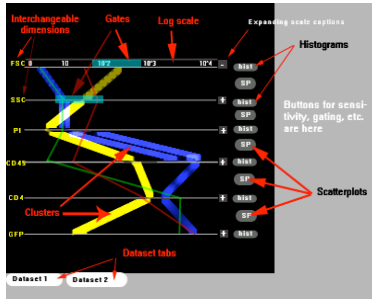 Interchangeable
dimensions
Gates
Log scale
Expanding scale captions
Histograms
FSC
0
10
10^2
10^3
10^4
-
hist
SP
SSC
+
hist
SP
Buttons for sensi-
tivity, gating, etc.
are here
PI
+
hist
SP
CD45
+
hist
SP
Scatterplots
Clusters
CD4
+
hist
SP
GFP
+
hist
Dataset tabs
Dataset 1
Dataset 2